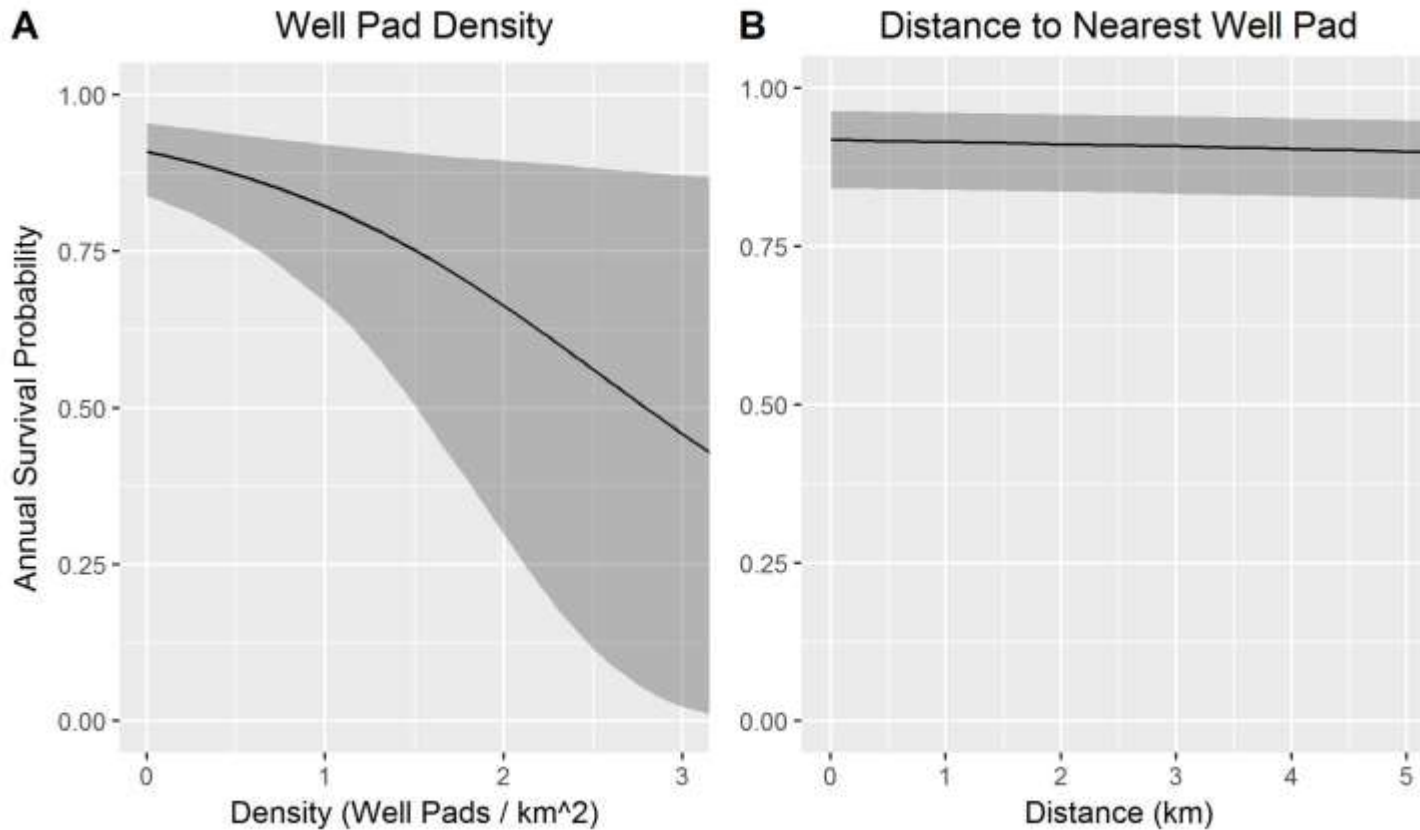 A Well Pad Density
Annual Survival Probability
1.00
0.75
0.50
0.25
0.00
0 1 2 3
Density (Well Pads / km^2)
B Distance to Nearest Well Pad
1.00
0.75
0.50
0.25
0.00
0 1 2 3 4 5
Distance (km)